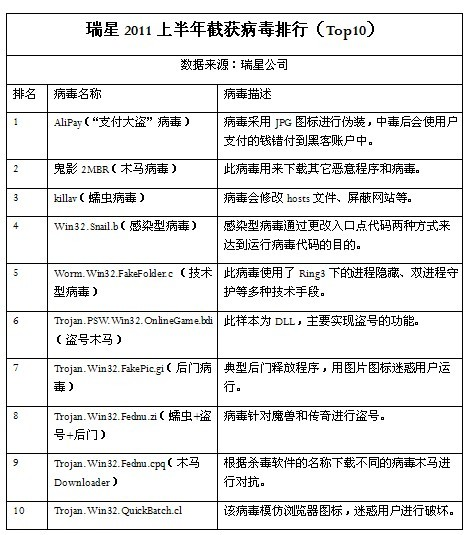 瑞星 2011 上半年截获病毒排行（Top10）
数据来源：瑞星公司
排名 病毒名称 病毒描述
1 AliPay（“支付大盗”病毒） 病毒采用 JPG 图标进行伪装，中毒后会使用户
支付的钱错付到黑客账户中。
2 鬼影 2MBR（木马病毒） 此病毒用来下载其它恶意程序和病毒。
3 killav（蠕虫病毒） 病毒会修改 hosts 文件、屏蔽网站等。
4 Win32.Snail.b（感染型病毒） 感染型病毒通过更改入口点代码两种方式来
达到运行病毒代码的目的。
5 Worm.Win32.FakeFolder.c （技术
型病毒）
此病毒使用了 Ring3 下的进程隐藏、双进程守
护等多种技术手段。
6 Trojan.PSW.Win32.OnlineGame.bdi
（盗号木马）
此样本为 DLL，主要实现盗号的功能。
7 Trojan.Win32.FakePic.gi（后门病
毒）
典型后门释放程序，用图片图标迷惑用户运
行。
8 Trojan.Win32.Fednu.zi（蠕虫+盗
号+后门）
病毒针对魔兽和传奇进行盗号。
9 Trojan.Win32.Fednu.cpq（木马
Downloader）
根据杀毒软件的名称下载不同的病毒木马进
行对抗。
10 Trojan.Win32.QuickBatch.cl 该病毒模仿浏览器图标，迷惑用户进行破坏。